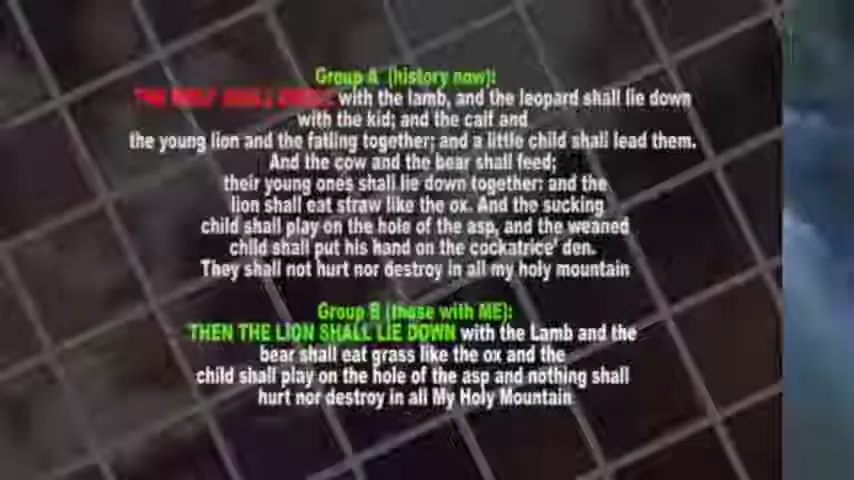 Group A (history now):
THE WOLF SHALL DWELL with the lamb, and the leopard shall lie down
with the kid; and the calf and
the young lion and the fatling together; and a little child shall lead them.
And the cow and the bear shall feed;
their young ones shall lie down together: and the
lion shall eat straw like the ox. And the sucking
child shall play on the hole of the asp, and the weaned
child shall put his hand on the cockatrice' den.
They shall not hurt nor destroy in all my holy mountain
Group B (those with ME):
THEN THE LION SHALL LIE DOWN with the Lamb and the
bear shall eat grass like the ox and the
child shall play on the hole of the asp and nothing shall
hurt nor destroy in all My Holy Mountain